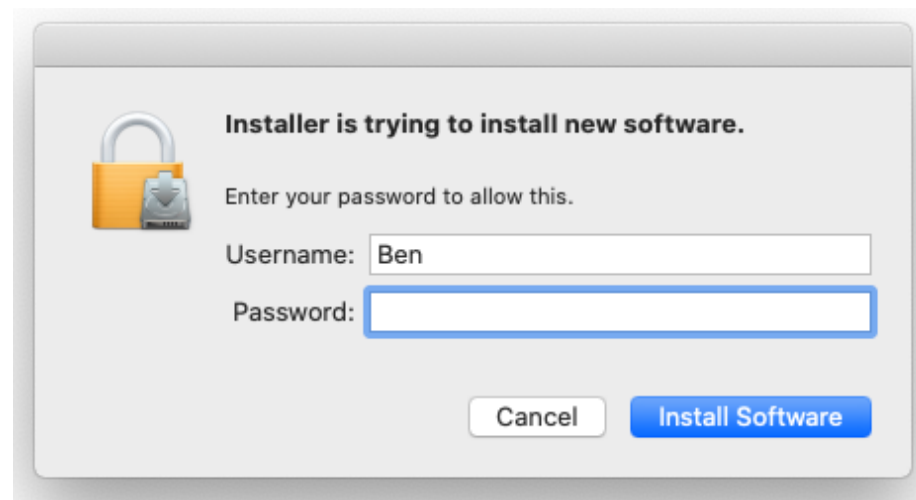 Installer is trying to install new software.
Enter your password to allow this.
Username: Ben
Password:
Cancel Install Software